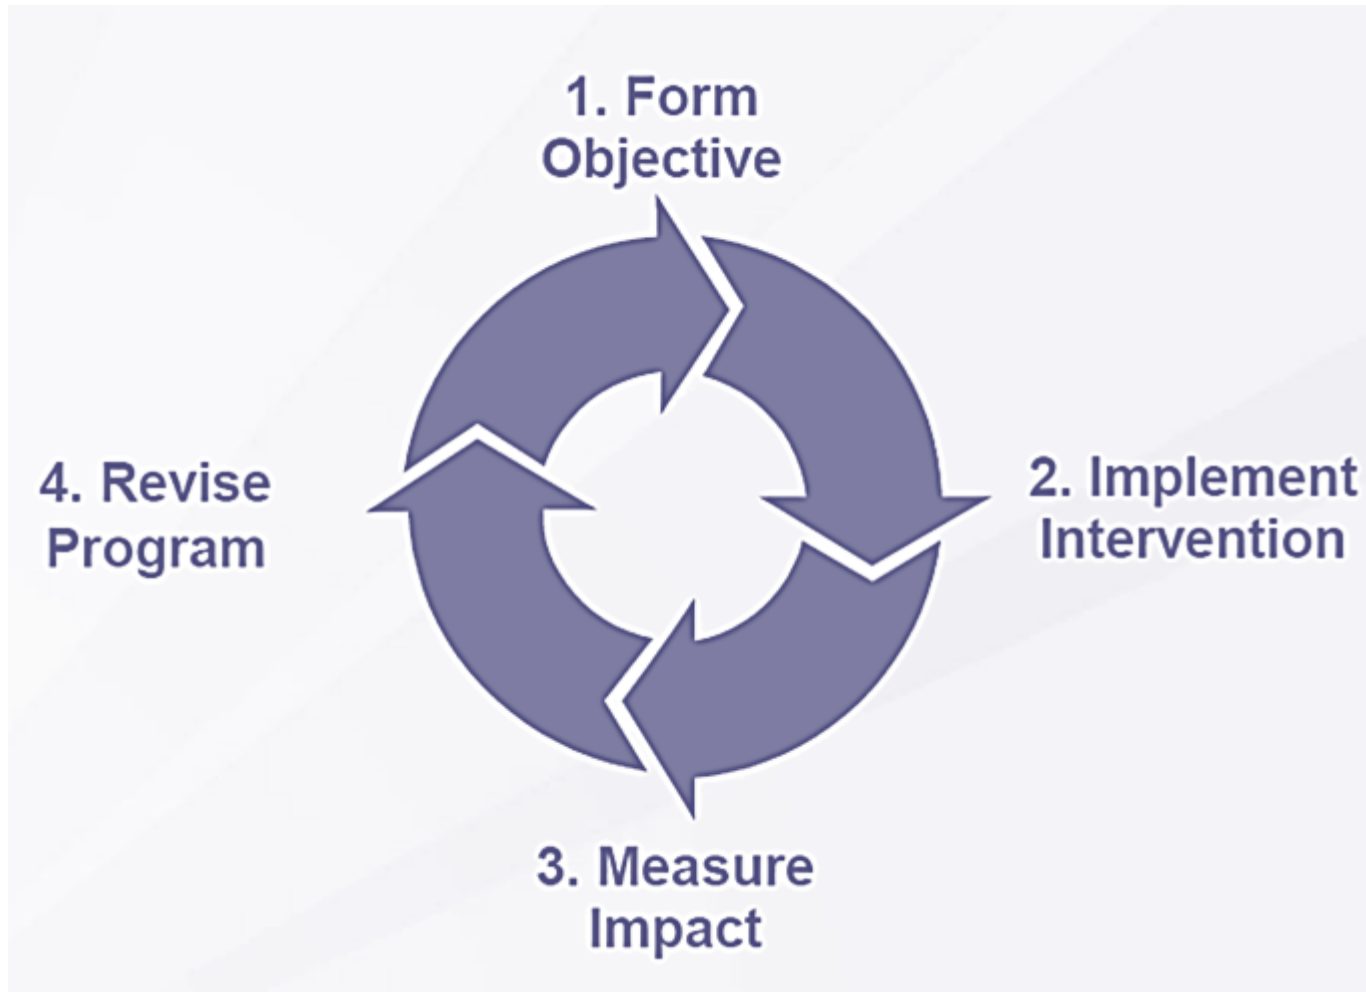 1. Form
Objective
2. Implement
Intervention
3. Measure
Impact
4. Revise
Program